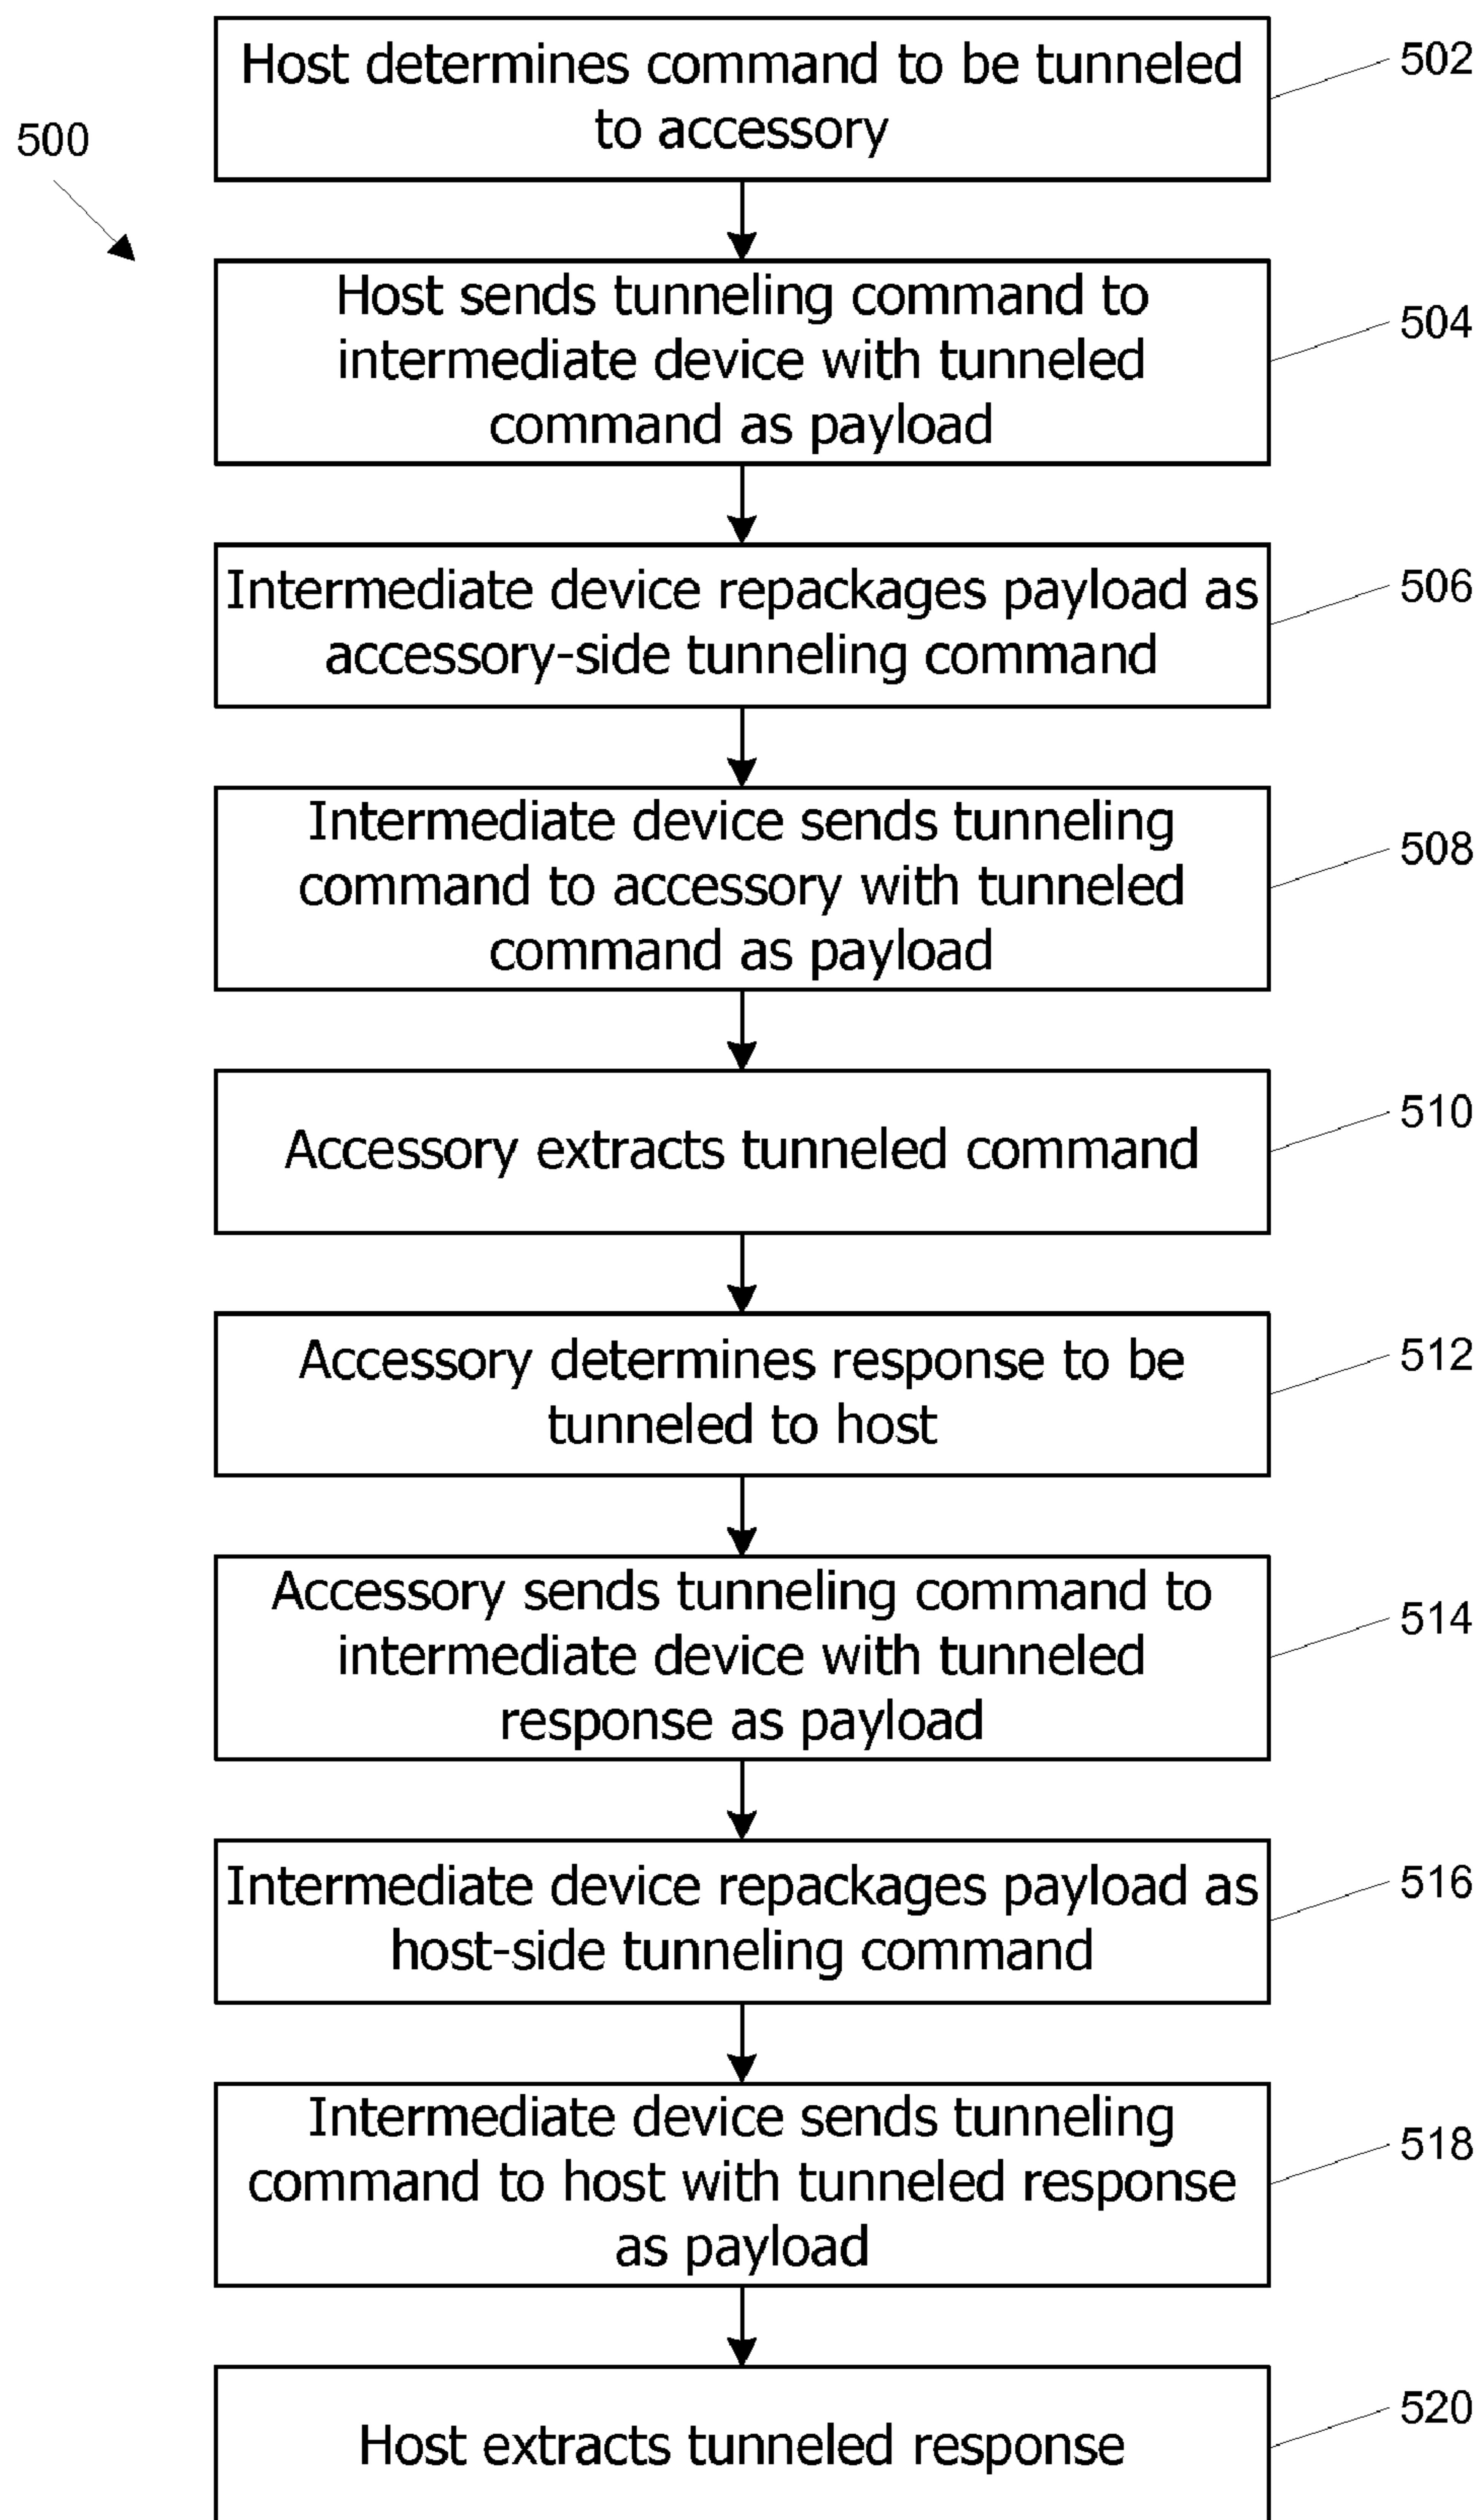 Host determines command to be tunneled
to accessory
502
500
Host sends tunneling command to
intermediate device with tunneled
command as payload
504
Intermediate device repackages payload as
accessory-side tunneling command
506
Intermediate device sends tunneling
command to accessory with tunneled
command as payload
508
Accessory extracts tunneled command
510
Accessory determines response to be
tunneled to host
512
Accessory sends tunneling command to
intermediate device with tunneled
response as payload
514
Intermediate device repackages payload as
host-side tunneling command
516
Intermediate device sends tunneling
command to host with tunneled response
as payload
518
Host extracts tunneled response
520